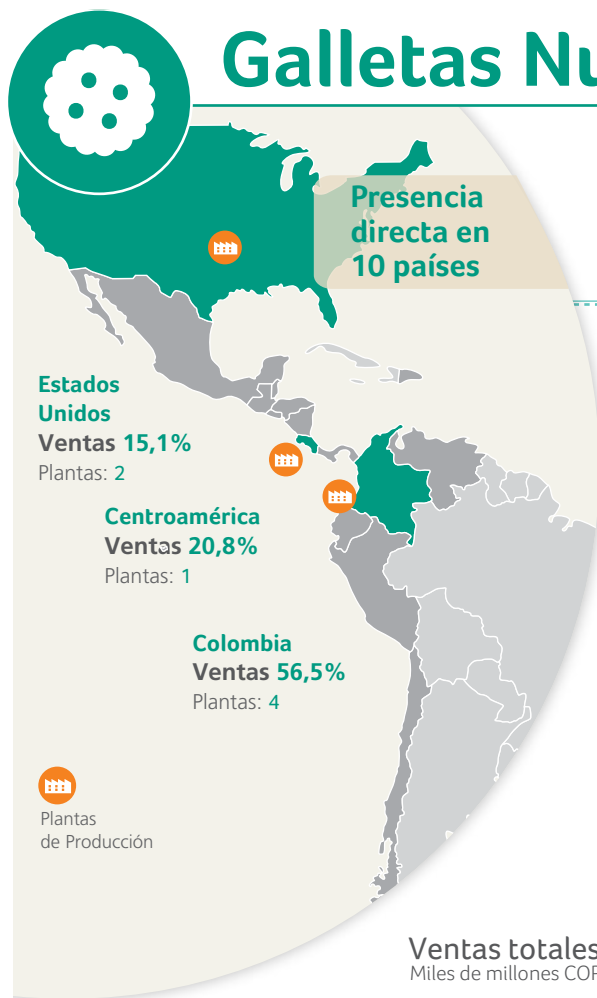 Galletas Nu
Presencia
directa en
10 países
Estados
Unidos
Ventas 15,1%
Plantas: 2
Centroamérica
Ventas 20,8%
Plantas: 1
Colombia
Ventas 56,5%
Plantas: 4
Plantas
de Producción
Ventas totales
Miles de millones COP